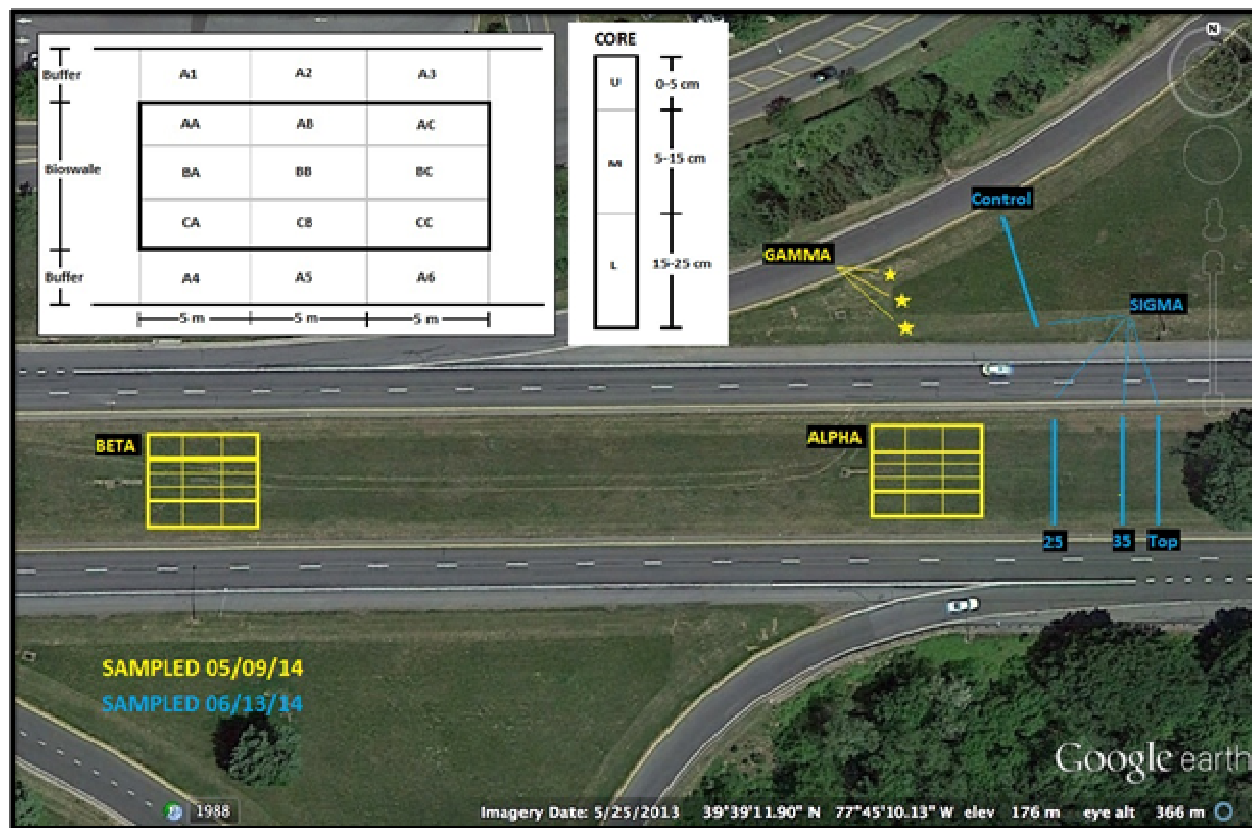 Buffer
A1 A2 A3
Bioswale
AA AB AC
BA BB BC
CA CB CC
Buffer
A4 A5 A6
5 m 5 m 5 m
CORE
U 0-5 cm
M 5-15 cm
L 15-25 cm
N
Control
GAMMA
SIGMA
BETA
ALPHA
25 35 Top
SAMPLED 05/09/14
SAMPLED 06/13/14
Google earth
1988
Imagery Date: 5/25/2013 39°39'11.90" N 77°45'10.13" W elev 176 m eye alt 366 m